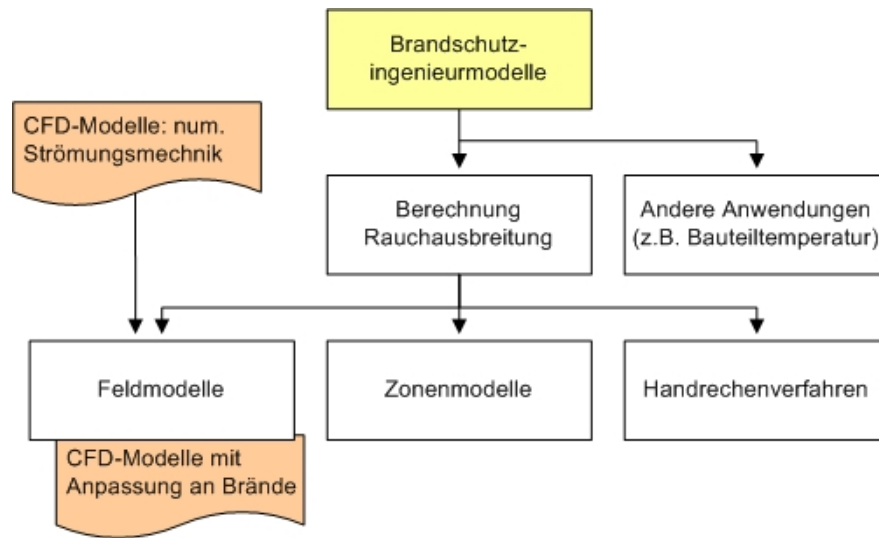 Brandschutz-
ingenieurmodelle
CFD-Modelle: num.
Strömungsmechnik
Berechnung
Rauchausbreitung
Andere Anwendungen
(z.B. Bauteiltemperatur)
Feldmodelle
Zonenmodelle
Handrechenverfahren
CFD-Modelle mit
Anpassung an Brände